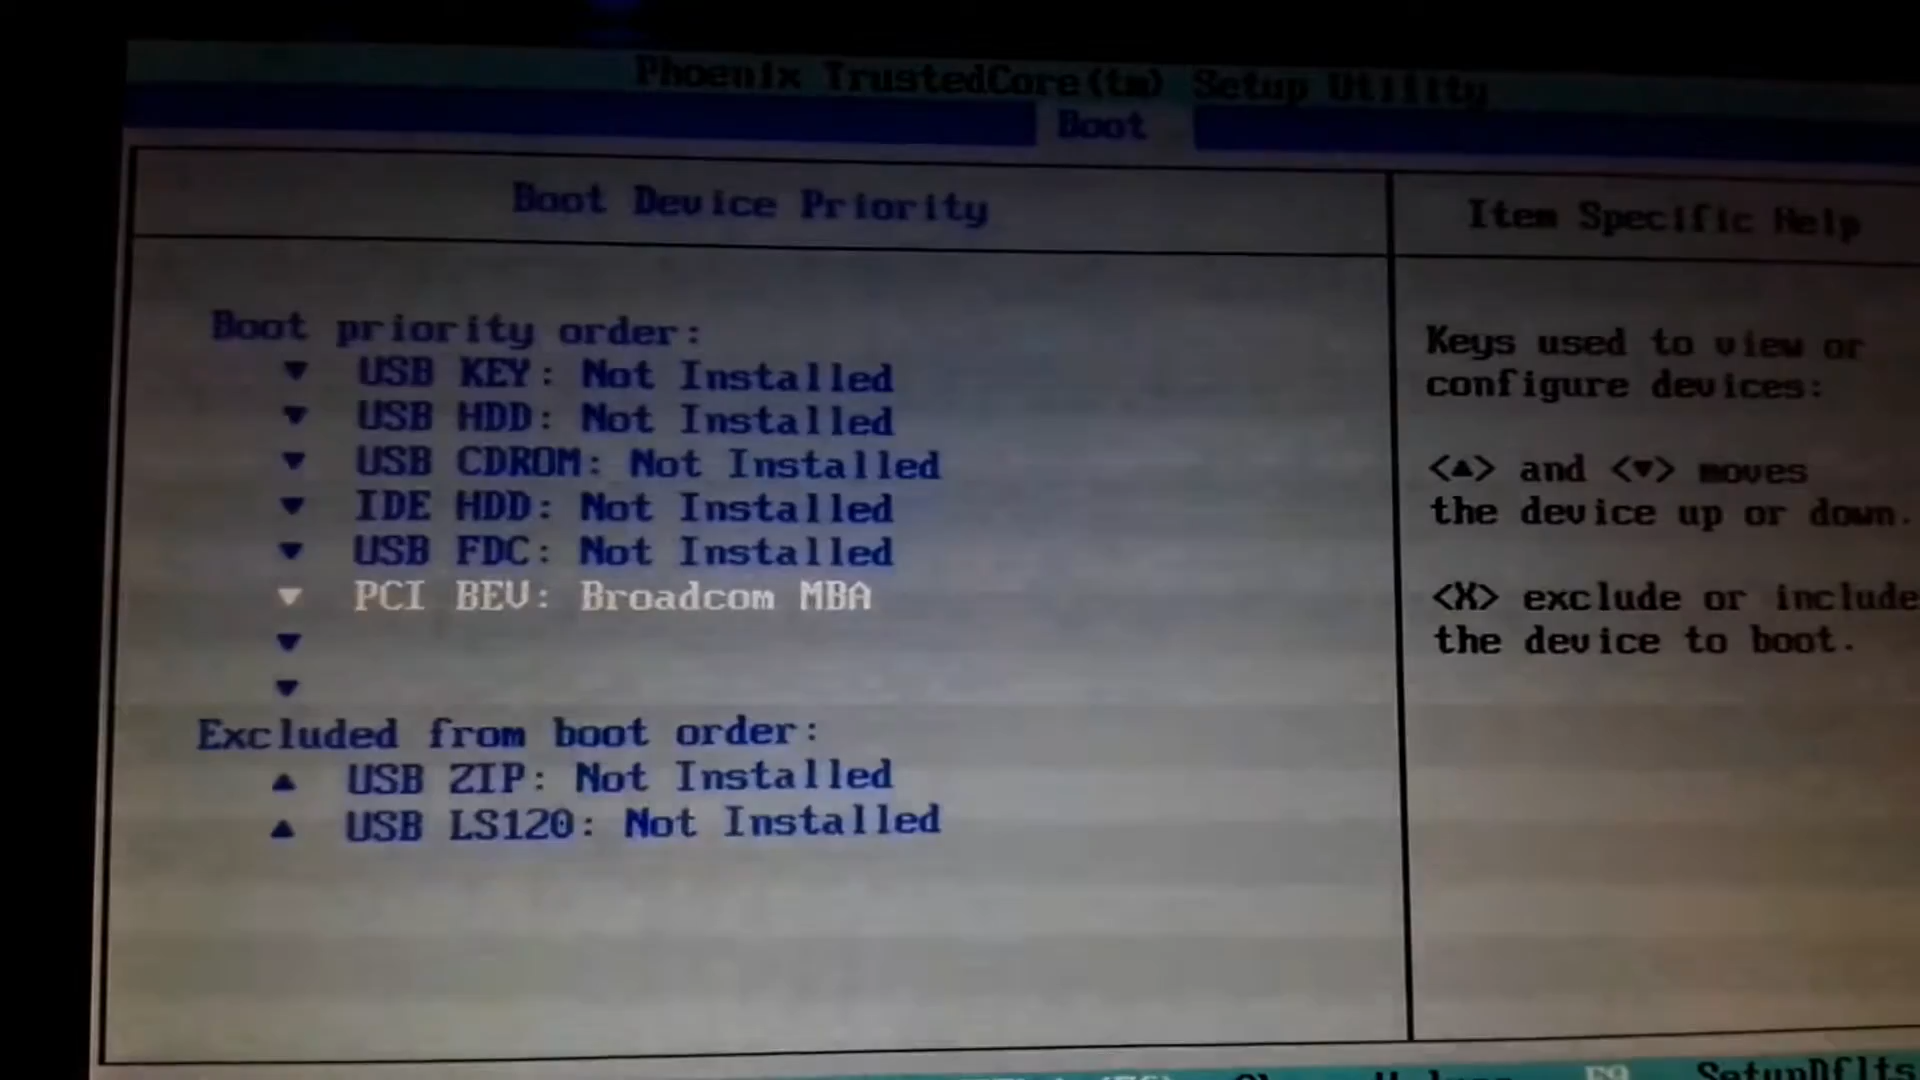 Phoenix TrustedCore(tm) Setup Utility
Boot
Boot Device Priority
Item Specific Help
Boot priority order:
▼ USB KEY: Not Installed
▼ USB HDD: Not Installed
▼ USB CDROM: Not Installed
▼ IDE HDD: Not Installed
▼ USB FDC: Not Installed
▼ PCI BEV: Broadcom MBA
▼
▼
Excluded from boot order:
▲ USB ZIP: Not Installed
▲ USB LS120: Not Installed
Keys used to view or
configure devices:
<▲> and <▼> moves
the device up or down.
<X> exclude or include
the device to boot.
F9 SetupDflts